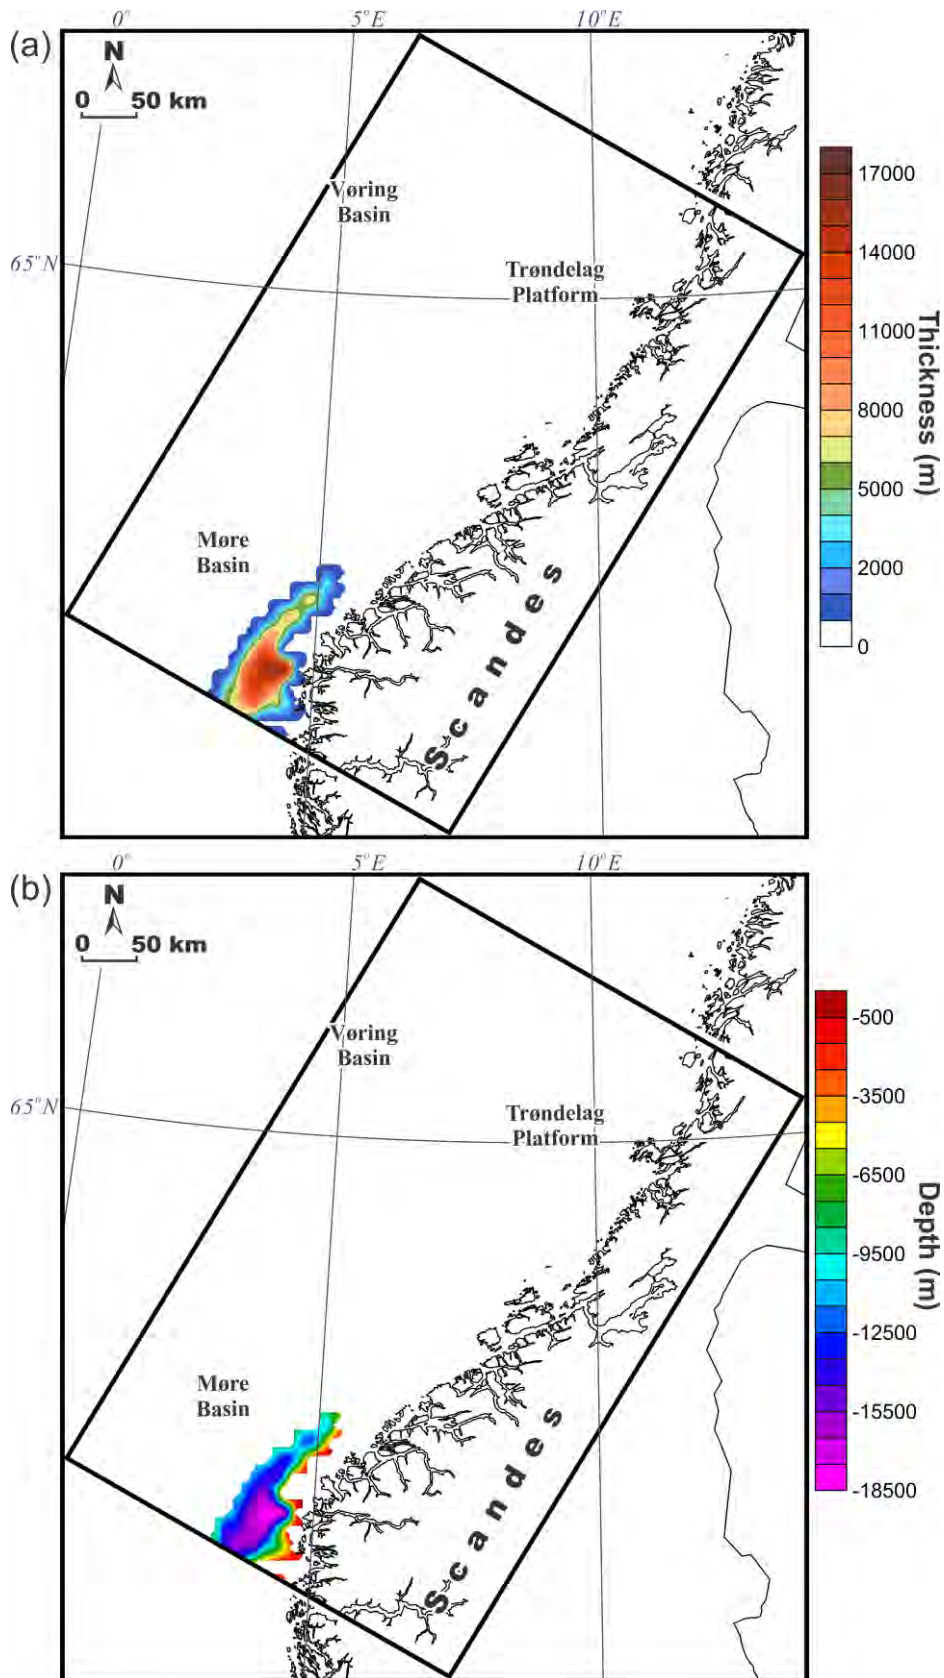 (a)
0° 5°E 10°E
N
0 50 km
Vøring
Basin
65°N
Trøndelag
Platform
Møre
Basin
Scandes
17000
14000
11000
8000
5000
2000
0
Thickness (m)
(b)
0° 5°E 10°E
N
0 50 km
Vøring
Basin
65°N
Trøndelag
Platform
Møre
Basin
Scandes
-500
-3500
-6500
-9500
-12500
-15500
-18500
Depth (m)